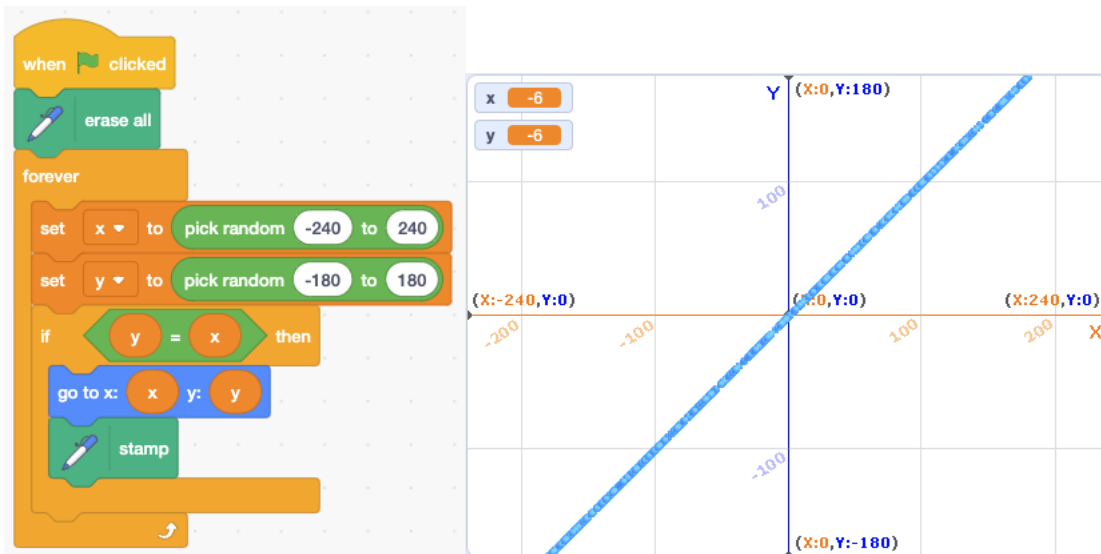 when clicked
erase all
forever
set x to pick random -240 to 240
set y to pick random -180 to 180
if y = x then
go to x: x y: y
stamp
x -6
y -6
Y (X:0,Y:180)
100
(X:-240,Y:0)
(X:0,Y:0)
(X:240,Y:0)
-200
-100
100
200
X
-100
(X:0,Y:-180)